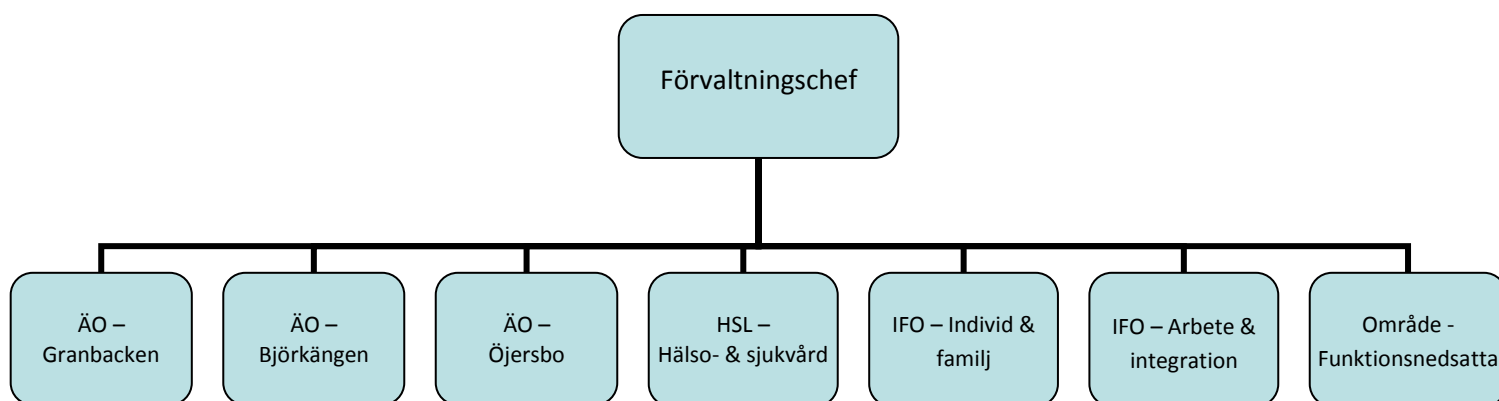 Förvaltningschef
ÄO –
Granbacken
ÄO –
Björkängen
ÄO –
Öjersbo
HSL –
Hälso- & sjukvård
IFO – Individ &
familj
IFO – Arbete &
integration
Område -
Funktionsnedsatta